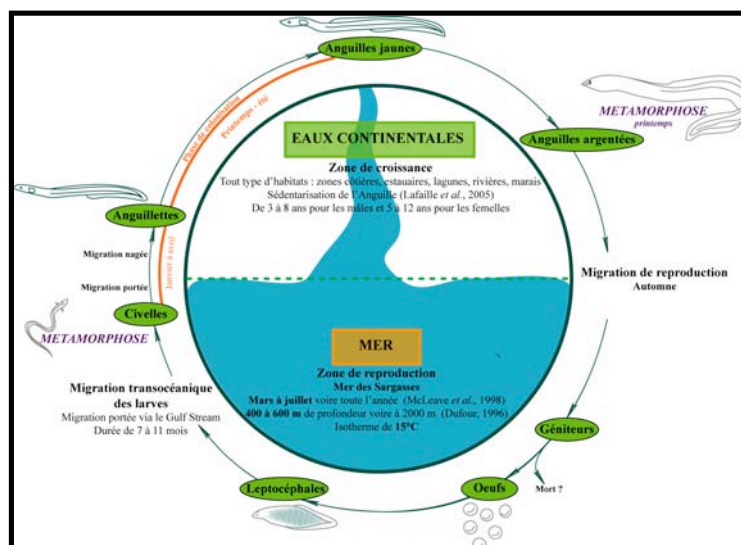 Anguilles jaunes
Phase de colonisation
Printemps - été
METAMORPHOSE
printemps
EAUX CONTINENTALES
Anguilles argentées
Zone de croissance
Tout type d'habitats : zones côtières, estauaires, lagunes, rivières, marais
Sédentarisation de l'Anguille (Lafaille et al., 2005)
De 3 à 8 ans pour les mâles et 5 à 12 ans pour les femelles
Anguillettes
Migration nagée
Janvier à avril
Migration portée
Migration de reproduction
Automne
Civelles
METAMORPHOSE
MER
Zone de reproduction
Mer des Sargasses
Mars à juillet voire toute l'année (McLeave et al., 1998)
400 à 600 m de profondeur voire à 2000 m (Dufour, 1996)
Isotherme de 15°C
Migration transocéanique
des larves
Migration portée via le Gulf Stream
Durée de 7 à 11 mois
Géniteurs
Leptocéphales
Oeufs
Mort ?